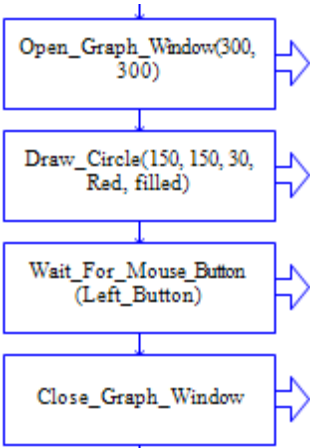 Open_Graph_Window(300,
300)
Draw_Circle(150, 150, 30,
Red, filled)
Wait_For_Mouse_Button
(Left_Button)
Close_Graph_Window